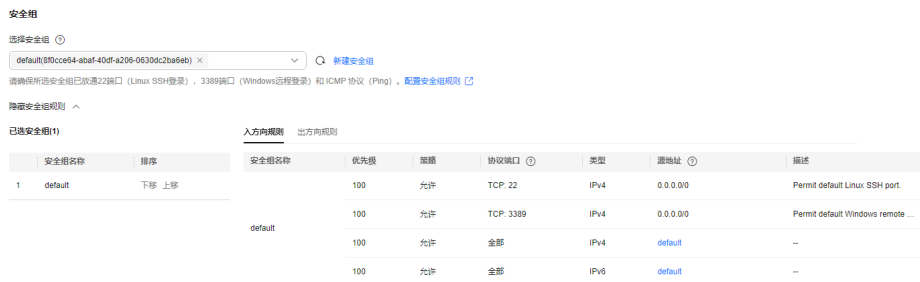 安全组
选择安全组 ?
default(8f0cce64-abaf-40df-a206-0630dc2ba6eb) ×
新建安全组
请确保所选安全组已放通22端口（Linux SSH登录），3389端口（Windows远程登录）和 ICMP 协议（Ping）。配置安全组规则
隐藏安全组规则
已选安全组(1)
安全组名称 排序
1 default 下移 上移
入方向规则 出方向规则
安全组名称 优先级 策略 协议端口 ? 类型 源地址 ? 描述
default
100 允许 TCP: 22 IPv4 0.0.0.0/0 Permit default Linux SSH port.
100 允许 TCP: 3389 IPv4 0.0.0.0/0 Permit default Windows remote ...
100 允许 全部 IPv4 default --
100 允许 全部 IPv6 default --